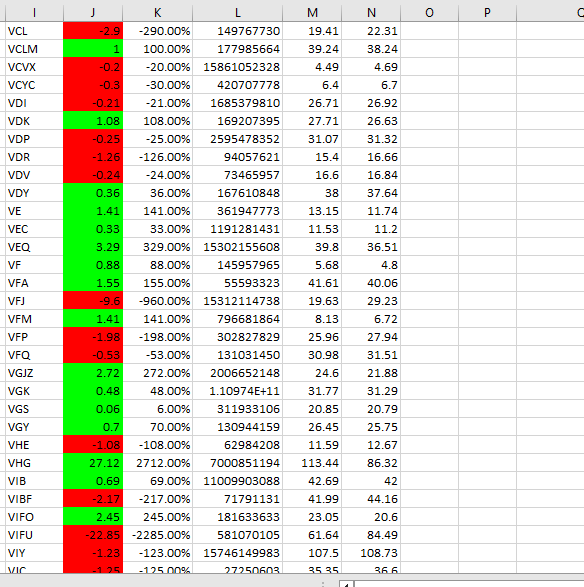 I J K L M N O P Q
VCL -2.9 -290.00% 149767730 19.41 22.31
VCLM 1 100.00% 177985664 39.24 38.24
VCVX -0.2 -20.00% 15861052328 4.49 4.69
VCYC -0.3 -30.00% 420707778 6.4 6.7
VDI -0.21 -21.00% 1685379810 26.71 26.92
VDK 1.08 108.00% 169207395 27.71 26.63
VDP -0.25 -25.00% 2595478352 31.07 31.32
VDR -1.26 -126.00% 94057621 15.4 16.66
VDV -0.24 -24.00% 73465957 16.6 16.84
VDY 0.36 36.00% 167610848 38 37.64
VE 1.41 141.00% 361947773 13.15 11.74
VEC 0.33 33.00% 1191281431 11.53 11.2
VEQ 3.29 329.00% 15302155608 39.8 36.51
VF 0.88 88.00% 145957965 5.68 4.8
VFA 1.55 155.00% 55593323 41.61 40.06
VFJ -9.6 -960.00% 15312114738 19.63 29.23
VFM 1.41 141.00% 796681864 8.13 6.72
VFP -1.98 -198.00% 302827829 25.96 27.94
VFQ -0.53 -53.00% 131031450 30.98 31.51
VGJZ 2.72 272.00% 2006652148 24.6 21.88
VGK 0.48 48.00% 1.10974E+11 31.77 31.29
VGS 0.06 6.00% 311933106 20.85 20.79
VGY 0.7 70.00% 130944159 26.45 25.75
VHE -1.08 -108.00% 62984208 11.59 12.67
VHG 27.12 2712.00% 7000851194 113.44 86.32
VIB 0.69 69.00% 11009903088 42.69 42
VIBF -2.17 -217.00% 71791131 41.99 44.16
VIFO 2.45 245.00% 181633633 23.05 20.6
VIFU -22.85 -2285.00% 581070105 61.64 84.49
VIY -1.23 -123.00% 15746149983 107.5 108.73
VJC -1.25 -125.00% 27250603 35.35 36.6